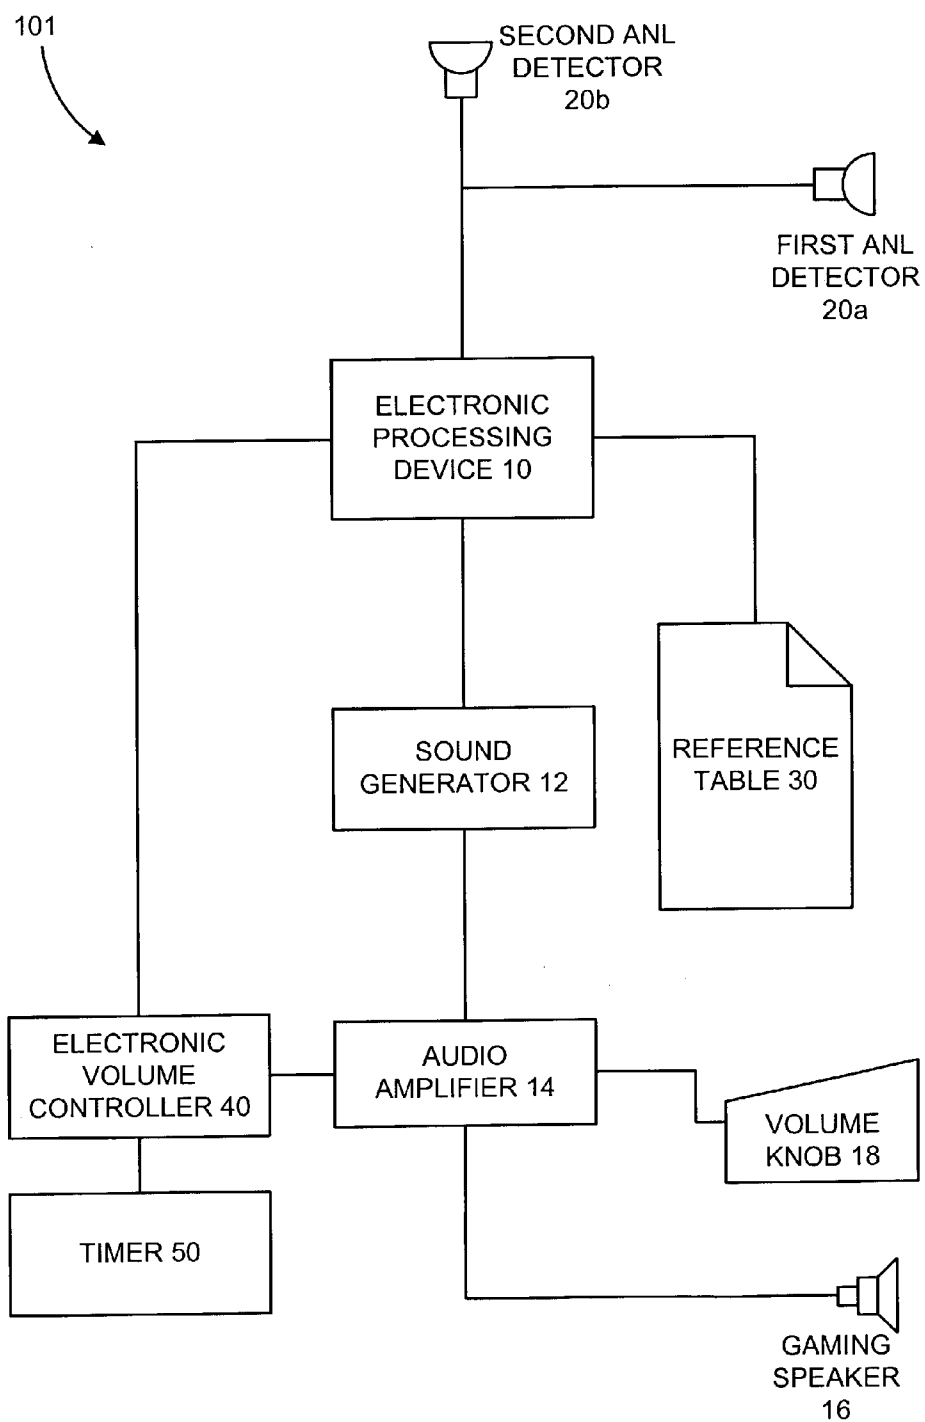 101
SECOND ANL
DETECTOR
20b
FIRST ANL
DETECTOR
20a
ELECTRONIC
PROCESSING
DEVICE 10
SOUND
GENERATOR 12
REFERENCE
TABLE 30
ELECTRONIC
VOLUME
CONTROLLER 40
AUDIO
AMPLIFIER 14
VOLUME
KNOB 18
TIMER 50
GAMING
SPEAKER
16